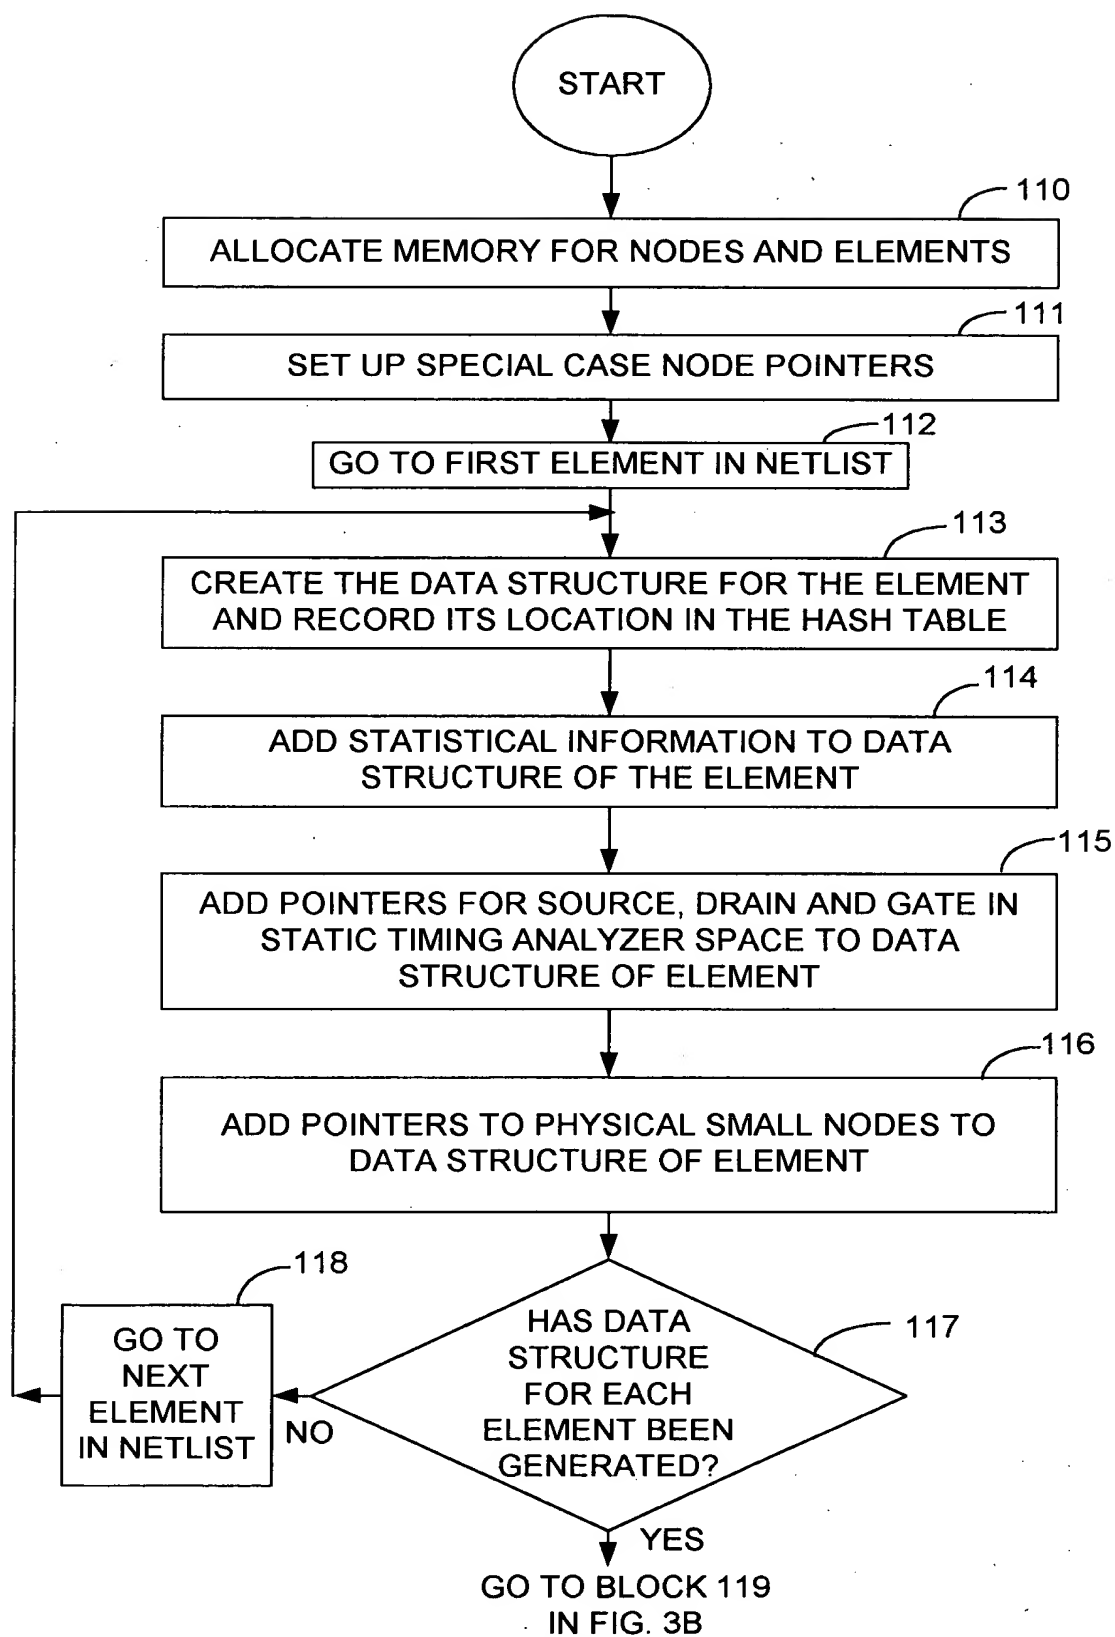 START
110
ALLOCATE MEMORY FOR NODES AND ELEMENTS
111
SET UP SPECIAL CASE NODE POINTERS
112
GO TO FIRST ELEMENT IN NETLIST
113
CREATE THE DATA STRUCTURE FOR THE ELEMENT
AND RECORD ITS LOCATION IN THE HASH TABLE
114
ADD STATISTICAL INFORMATION TO DATA
STRUCTURE OF THE ELEMENT
115
ADD POINTERS FOR SOURCE, DRAIN AND GATE IN
STATIC TIMING ANALYZER SPACE TO DATA
STRUCTURE OF ELEMENT
116
ADD POINTERS TO PHYSICAL SMALL NODES TO
DATA STRUCTURE OF ELEMENT
117
HAS DATA
STRUCTURE
FOR EACH
ELEMENT BEEN
GENERATED?
NO
118
GO TO
NEXT
ELEMENT
IN NETLIST
YES
GO TO BLOCK 119
IN FIG. 3B